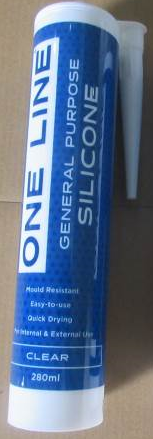 ONE LINE
GENERAL PURPOSE
SILICONE
Mould Resistant
Easy-to-use
Quick Drying
For Internal & External Use
CLEAR
280ml